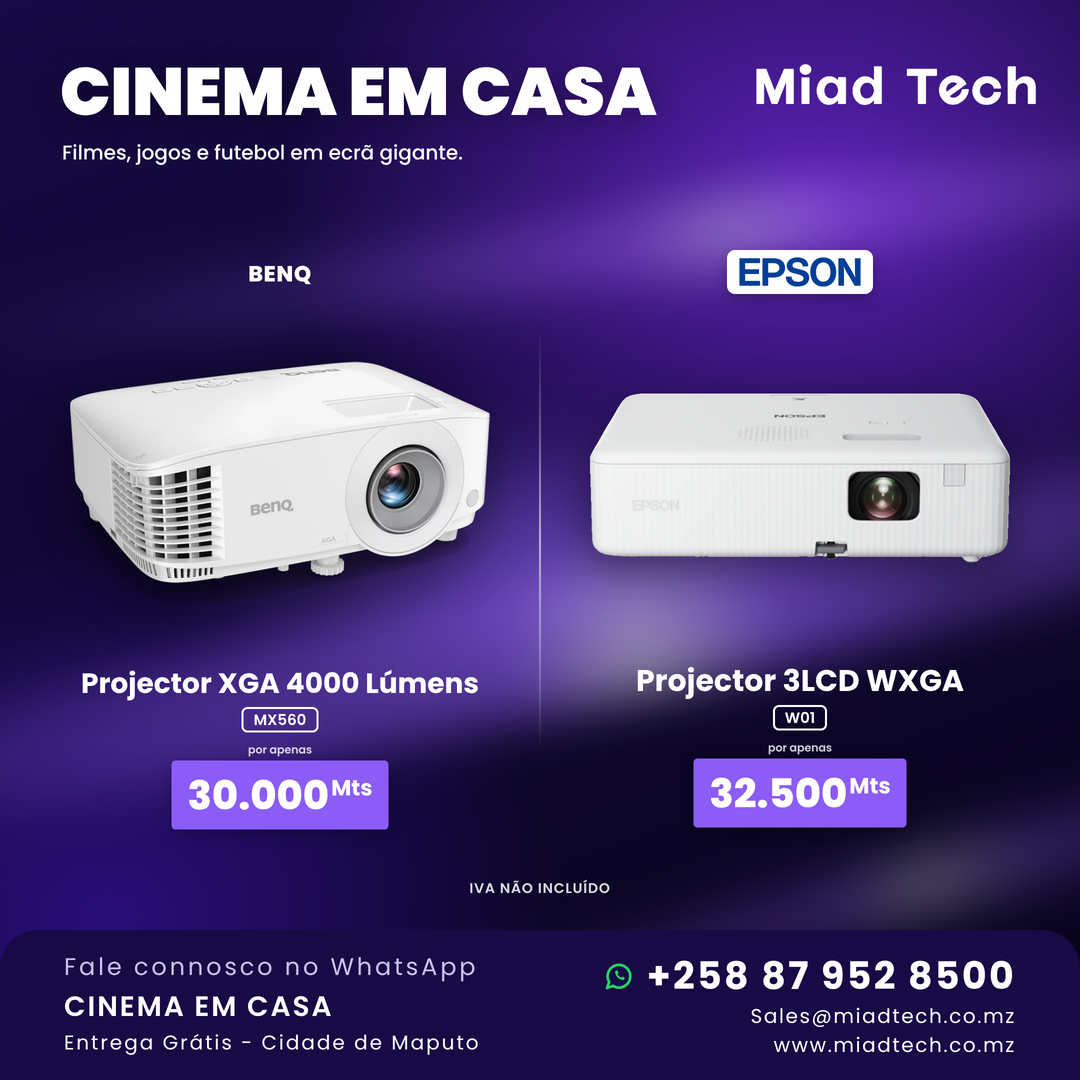 CINEMA EM CASA
Miad Tech
Filmes, jogos e futebol em ecrã gigante.
BENQ
EPSON
BenQ
BenQ
XGA
EPSON
EPSON
Projector XGA 4000 Lúmens
MX560
por apenas
30.000Mts
Projector 3LCD WXGA
W01
por apenas
32.500Mts
IVA NÃO INCLUÍDO
Fale connosco no WhatsApp
CINEMA EM CASA
Entrega Grátis - Cidade de Maputo
+258 87 952 8500
Sales@miadtech.co.mz
www.miadtech.co.mz